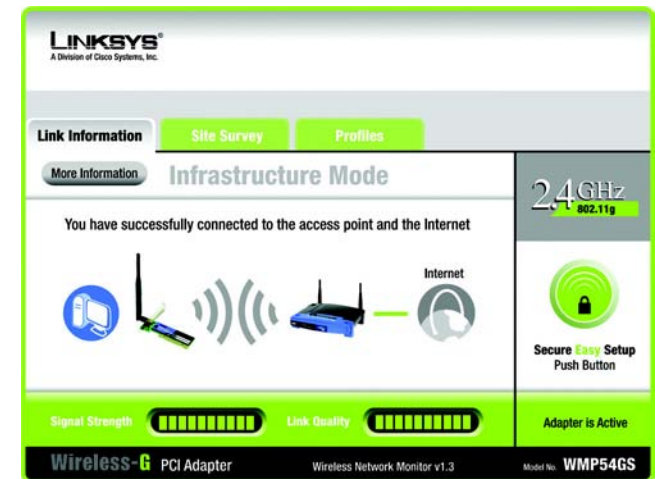 LINKSYS®
A Division of Cisco Systems, Inc.
Link Information
Site Survey
Profiles
More Information
Infrastructure Mode
2.4GHz
802.11g
You have successfully connected to the access point and the Internet
Internet
Secure Easy Setup
Push Button
Signal Strength
Link Quality
Adapter is Active
Wireless-G PCI Adapter
Wireless Network Monitor v1.3
Model No. WMP54GS